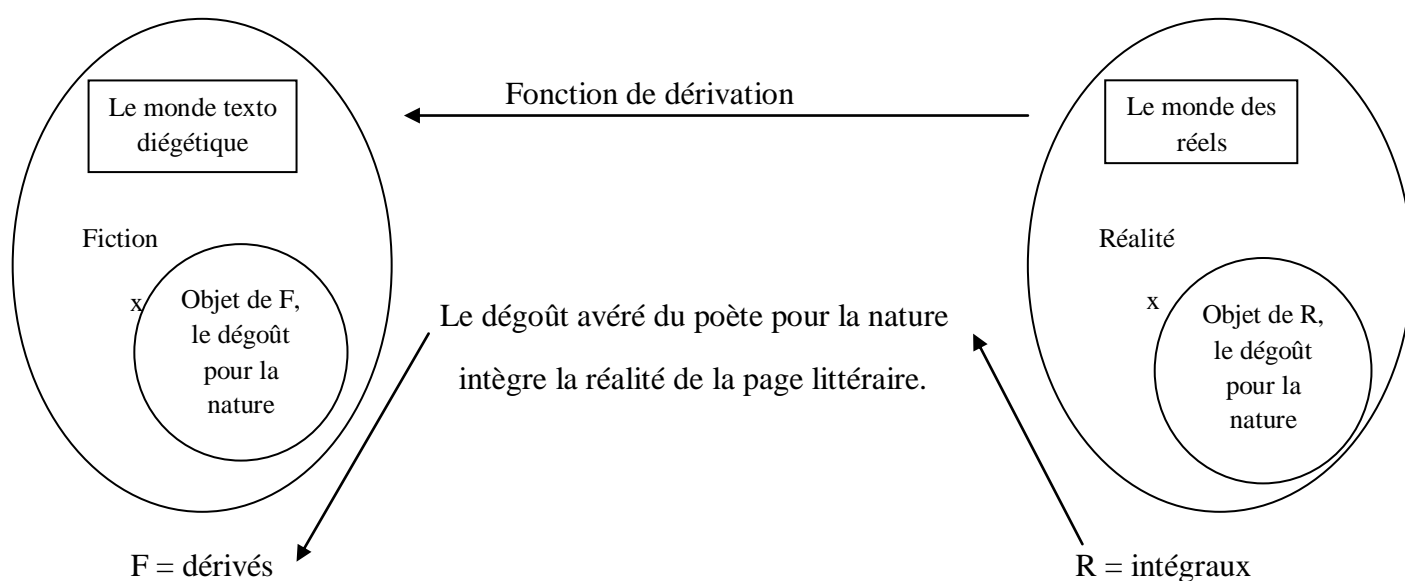 Le monde texto
diégétique
Fonction de dérivation
Le monde des
réels
Fiction
x
Objet de F,
le dégoût
pour la
nature
Le dégoût avéré du poète pour la nature
intègre la réalité de la page littéraire.
Réalité
x
Objet de R,
le dégoût
pour la
nature
F = dérivés
R = intégraux